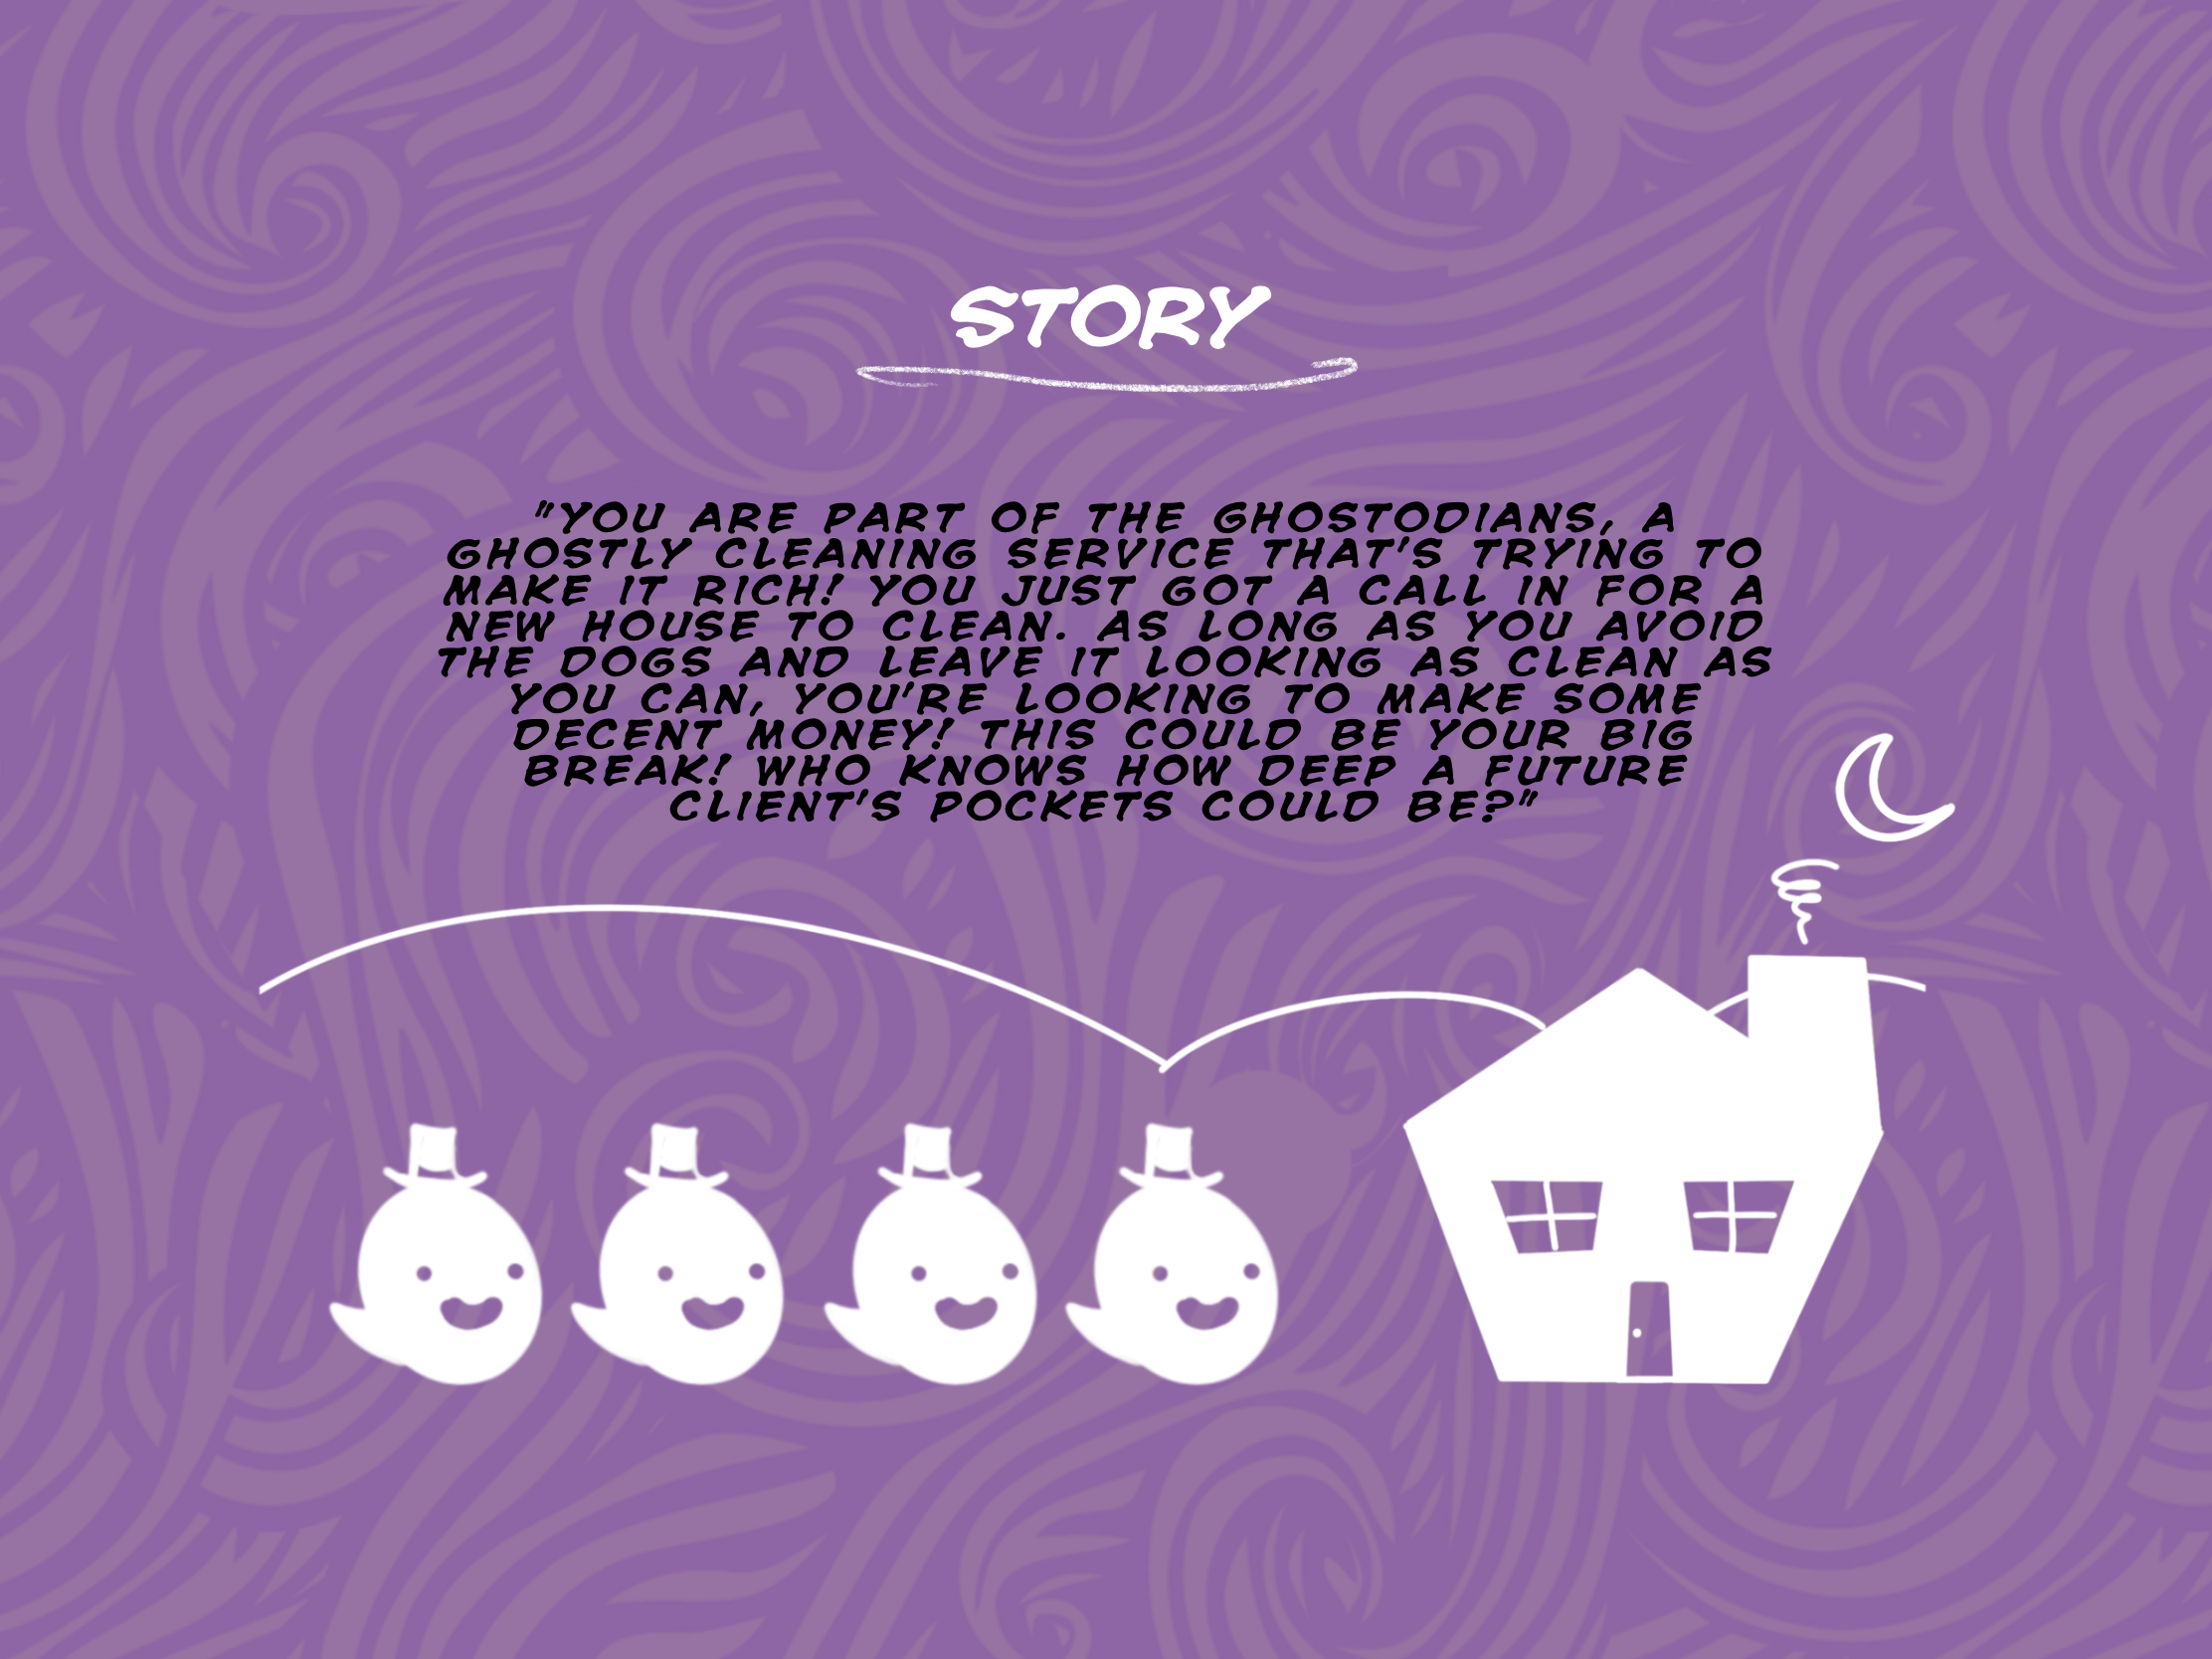 STORY
"YOU ARE PART OF THE GHOSTODIANS, A
GHOSTLY CLEANING SERVICE THAT'S TRYING TO
MAKE IT RICH! YOU JUST GOT A CALL IN FOR A
NEW HOUSE TO CLEAN. AS LONG AS YOU AVOID
THE DOGS AND LEAVE IT LOOKING AS CLEAN AS
YOU CAN, YOU'RE LOOKING TO MAKE SOME
DECENT MONEY! THIS COULD BE YOUR BIG
BREAK! WHO KNOWS HOW DEEP A FUTURE
CLIENT'S POCKETS COULD BE?"